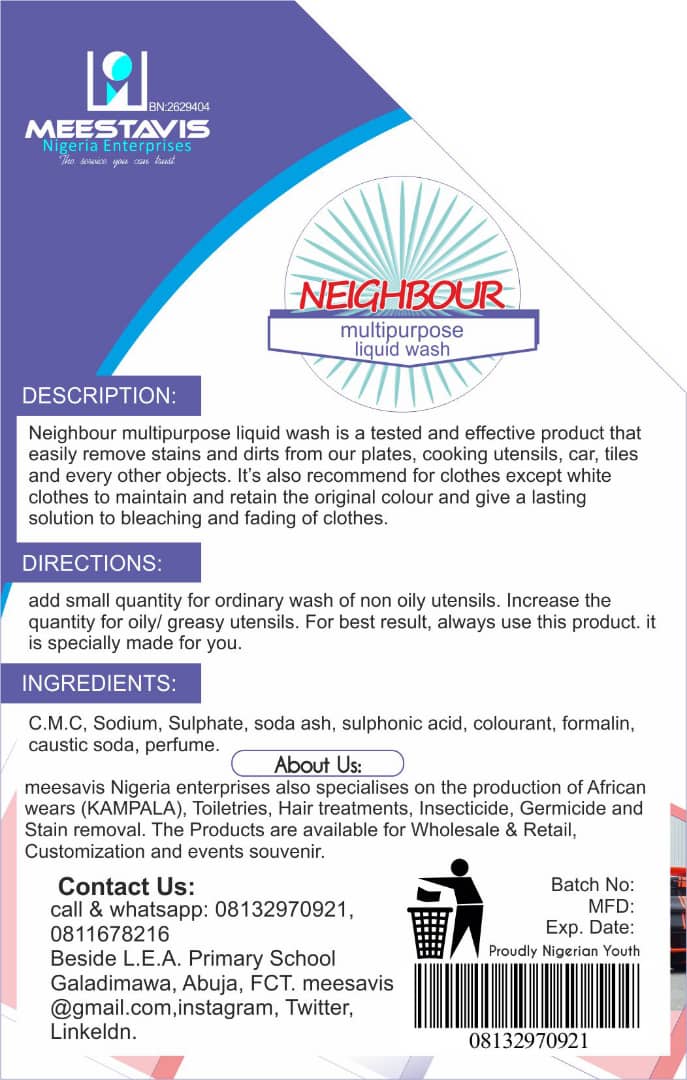 BN:2629404
MEESTAVIS
Nigeria Enterprises
The service you can trust
NEIGHBOUR
multipurpose
liquid wash
DESCRIPTION:
Neighbour multipurpose liquid wash is a tested and effective product that
easily remove stains and dirts from our plates, cooking utensils, car, tiles
and every other objects. It's also recommend for clothes except white
clothes to maintain and retain the original colour and give a lasting
solution to bleaching and fading of clothes.
DIRECTIONS:
add small quantity for ordinary wash of non oily utensils. Increase the
quantity for oily/ greasy utensils. For best result, always use this product. it
is specially made for you.
INGREDIENTS:
C.M.C, Sodium, Sulphate, soda ash, sulphonic acid, colourant, formalin,
caustic soda, perfume.
About Us:
meesavis Nigeria enterprises also specialises on the production of African
wears (KAMPALA), Toiletries, Hair treatments, Insecticide, Germicide and
Stain removal. The Products are available for Wholesale & Retail,
Customization and events souvenir.
Contact Us:
call & whatsapp: 08132970921,
0811678216
Beside L.E.A. Primary School
Galadimawa, Abuja, FCT. meesavis
@gmail.com,instagram, Twitter,
Linkeldn.
Batch No:
MFD:
Exp. Date:
Proudly Nigerian Youth
08132970921